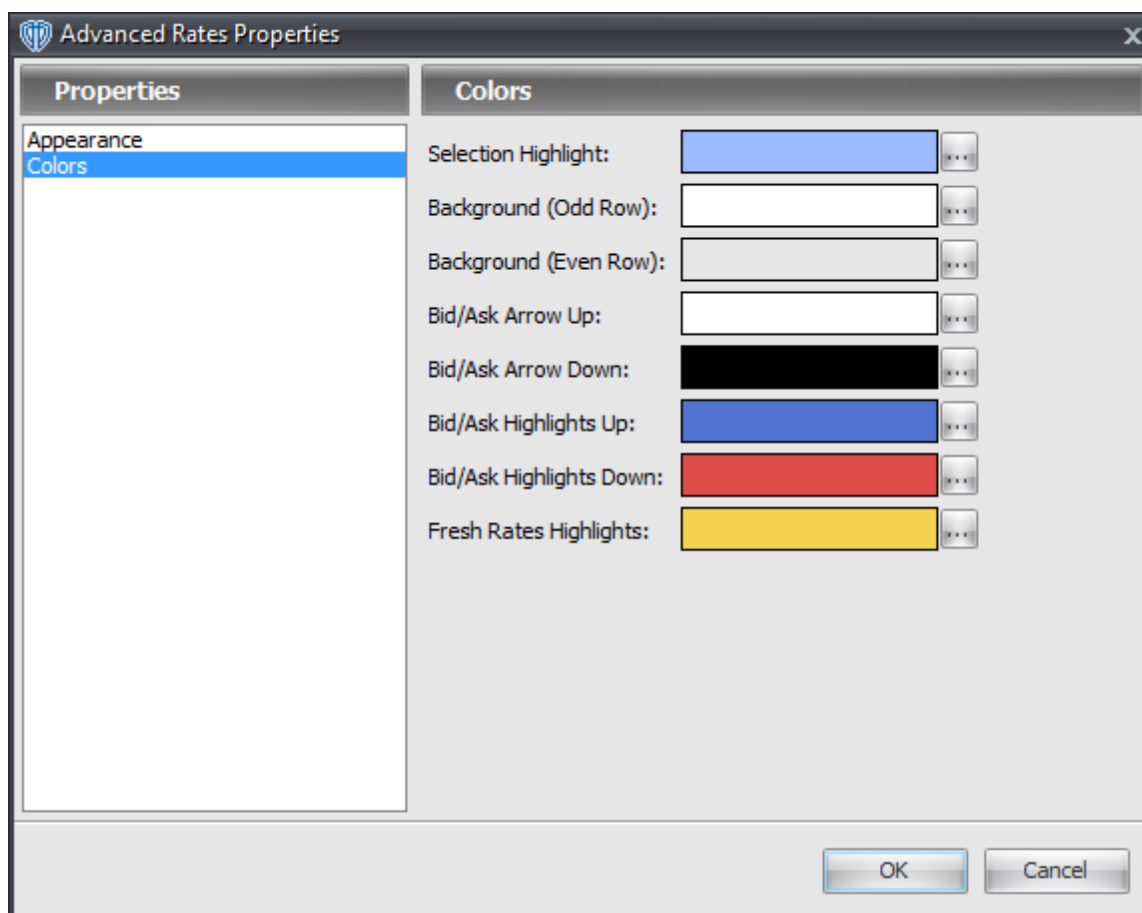 Advanced Rates Properties x
Properties
Colors
Appearance
Colors
Selection Highlight: ...
Background (Odd Row): ...
Background (Even Row): ...
Bid/Ask Arrow Up: ...
Bid/Ask Arrow Down: ...
Bid/Ask Highlights Up: ...
Bid/Ask Highlights Down: ...
Fresh Rates Highlights: ...
OK
Cancel